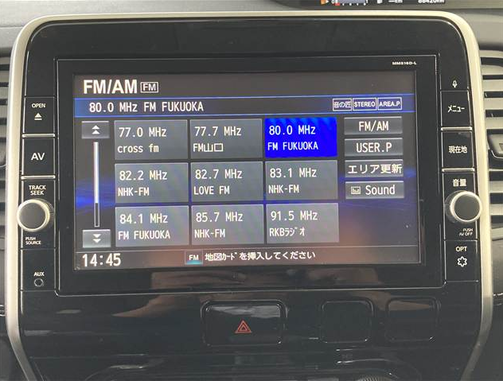 MM516D-L
FM/AM FM
80.0 MHz FM FUKUOKA 音の匠 STEREO AREA.P
77.0 MHz 77.7 MHz 80.0 MHz FM/AM
cross fm FM山口 FM FUKUOKA
USER.P
82.2 MHz 82.7 MHz 83.1 MHz エリア更新
NHK-FM LOVE FM NHK-FM
Sound
84.1 MHz 85.7 MHz 91.5 MHz
FM FUKUOKA NHK-FM RKBラジオ
14:45 FM 地図カードを挿入してください
OPEN
AV
TRACK
SEEK
PUSH
SOURCE
AUX
メニュー
現在地
音量
PUSH
AV OFF
OPT